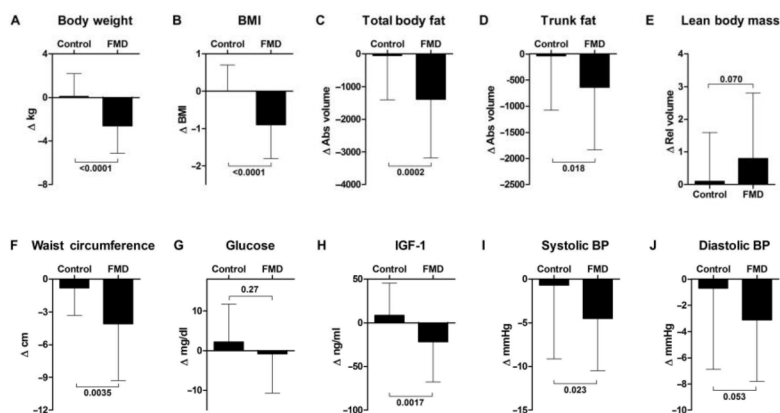 A Body weight
Control FMD
4
0
−4
−8
Δ kg
<0.0001
B BMI
Control FMD
1
0
−1
−2
Δ BMI
<0.0001
C Total body fat
Control FMD
0
−1000
−2000
−3000
−4000
Δ Abs volume
0.0002
D Trunk fat
Control FMD
0
−500
−1000
−1500
−2000
−2500
Δ Abs volume
0.018
E Lean body mass
4
3
2
1
0
Δ Rel volume
0.070
Control FMD
F Waist circumference
Control FMD
0
−3
−6
−9
−12
Δ cm
0.0035
G Glucose
Control FMD
10
0
−10
Δ mg/dl
0.27
H IGF-1
Control FMD
50
0
−50
−100
Δ ng/ml
0.0017
I Systolic BP
Control FMD
0
−5
−10
−15
Δ mmHg
0.023
J Diastolic BP
Control FMD
0
−2
−4
−6
−8
−10
Δ mmHg
0.053